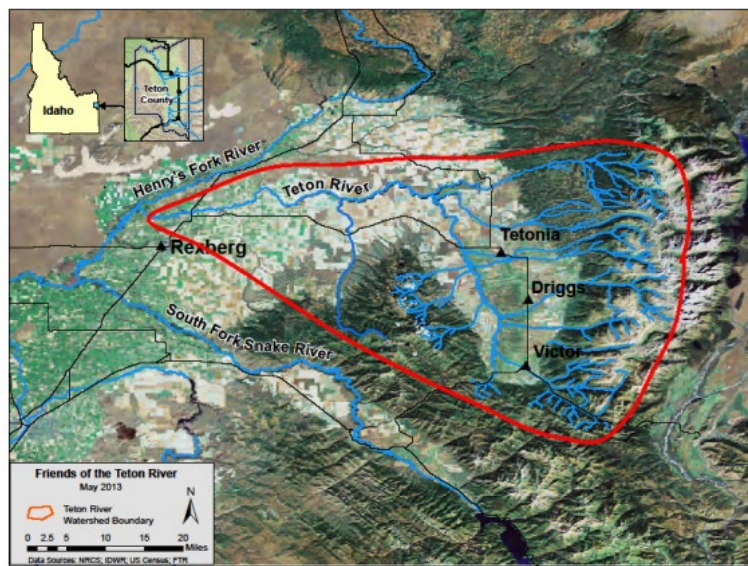 Idaho
Teton
County
Henry's Fork River
Teton River
Rexberg
Tetonia
Driggs
South Fork Snake River
Victor
Friends of the Teton River
May 2013
Teton River
Watershed Boundary
N
0 2.5 5 10 15 20
Miles
Data Sources: NRCS; IDWR; US Census; FTR